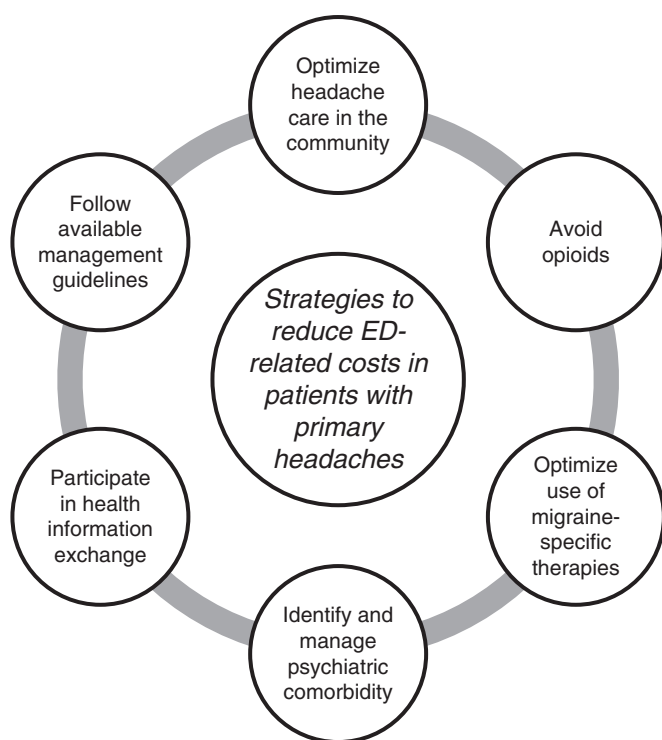 Optimize
headache
care in the
community
Avoid
opioids
Optimize
use of
migraine-
specific
therapies
Identify and
manage
psychiatric
comorbidity
Participate
in health
information
exchange
Follow
available
management
guidelines
Strategies to
reduce ED-
related costs in
patients with
primary
headaches